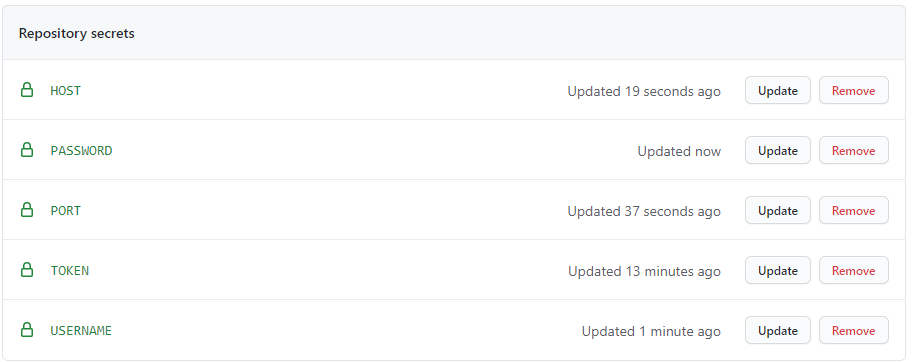 Repository secrets
HOST Updated 19 seconds ago Update Remove
PASSWORD Updated now Update Remove
PORT Updated 37 seconds ago Update Remove
TOKEN Updated 13 minutes ago Update Remove
USERNAME Updated 1 minute ago Update Remove